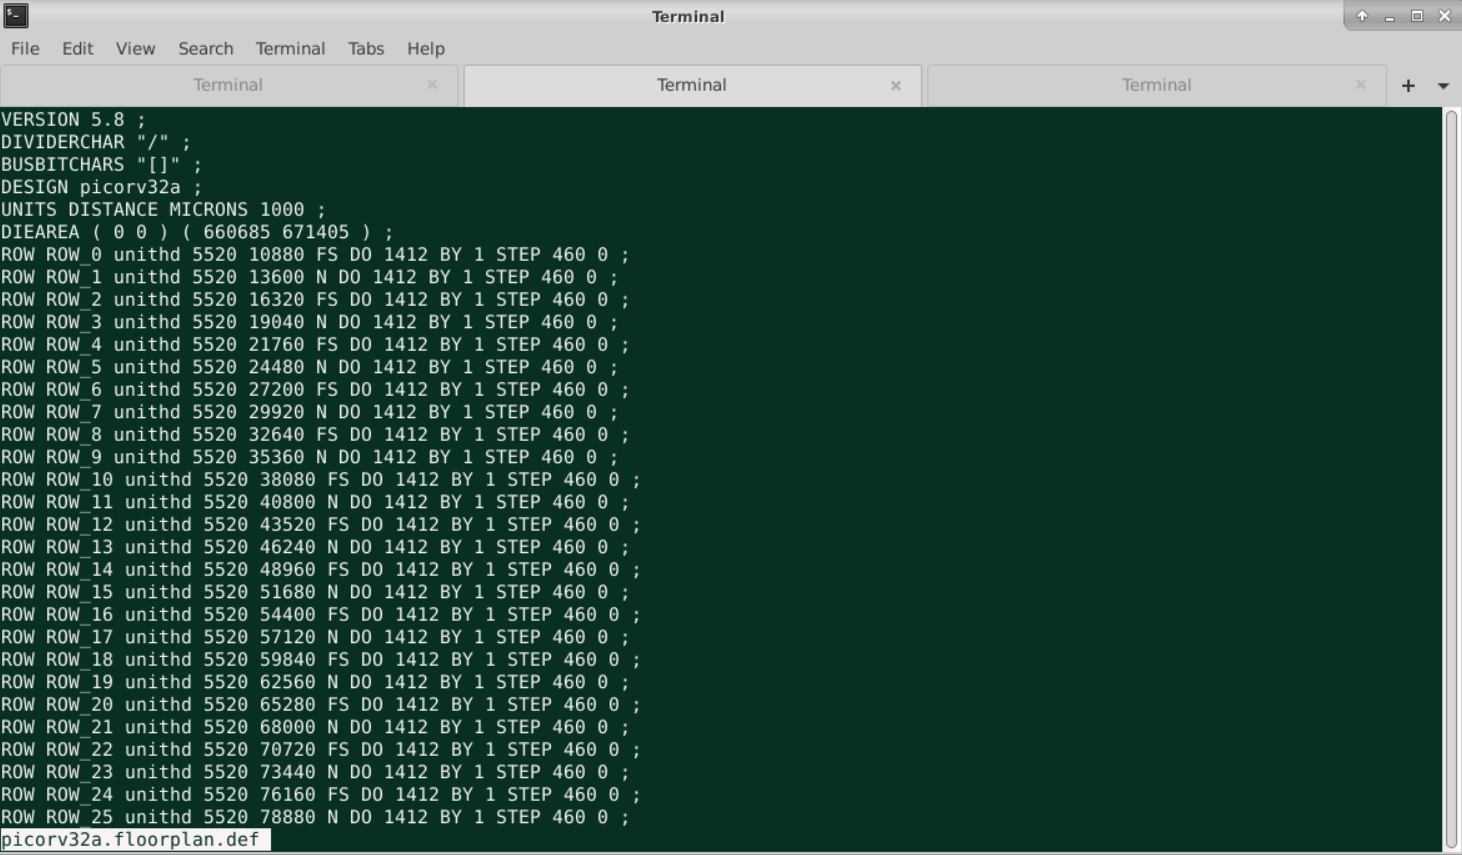 Terminal
File Edit View Search Terminal Tabs Help
Terminal Terminal Terminal
VERSION 5.8 ;
DIVIDERCHAR "/" ;
BUSBITCHARS "[]" ;
DESIGN picorv32a ;
UNITS DISTANCE MICRONS 1000 ;
DIEAREA ( 0 0 ) ( 660685 671405 ) ;
ROW ROW_0 unithd 5520 10880 FS DO 1412 BY 1 STEP 460 0 ;
ROW ROW_1 unithd 5520 13600 N DO 1412 BY 1 STEP 460 0 ;
ROW ROW_2 unithd 5520 16320 FS DO 1412 BY 1 STEP 460 0 ;
ROW ROW_3 unithd 5520 19040 N DO 1412 BY 1 STEP 460 0 ;
ROW ROW_4 unithd 5520 21760 FS DO 1412 BY 1 STEP 460 0 ;
ROW ROW_5 unithd 5520 24480 N DO 1412 BY 1 STEP 460 0 ;
ROW ROW_6 unithd 5520 27200 FS DO 1412 BY 1 STEP 460 0 ;
ROW ROW_7 unithd 5520 29920 N DO 1412 BY 1 STEP 460 0 ;
ROW ROW_8 unithd 5520 32640 FS DO 1412 BY 1 STEP 460 0 ;
ROW ROW_9 unithd 5520 35360 N DO 1412 BY 1 STEP 460 0 ;
ROW ROW_10 unithd 5520 38080 FS DO 1412 BY 1 STEP 460 0 ;
ROW ROW_11 unithd 5520 40800 N DO 1412 BY 1 STEP 460 0 ;
ROW ROW_12 unithd 5520 43520 FS DO 1412 BY 1 STEP 460 0 ;
ROW ROW_13 unithd 5520 46240 N DO 1412 BY 1 STEP 460 0 ;
ROW ROW_14 unithd 5520 48960 FS DO 1412 BY 1 STEP 460 0 ;
ROW ROW_15 unithd 5520 51680 N DO 1412 BY 1 STEP 460 0 ;
ROW ROW_16 unithd 5520 54400 FS DO 1412 BY 1 STEP 460 0 ;
ROW ROW_17 unithd 5520 57120 N DO 1412 BY 1 STEP 460 0 ;
ROW ROW_18 unithd 5520 59840 FS DO 1412 BY 1 STEP 460 0 ;
ROW ROW_19 unithd 5520 62560 N DO 1412 BY 1 STEP 460 0 ;
ROW ROW_20 unithd 5520 65280 FS DO 1412 BY 1 STEP 460 0 ;
ROW ROW_21 unithd 5520 68000 N DO 1412 BY 1 STEP 460 0 ;
ROW ROW_22 unithd 5520 70720 FS DO 1412 BY 1 STEP 460 0 ;
ROW ROW_23 unithd 5520 73440 N DO 1412 BY 1 STEP 460 0 ;
ROW ROW_24 unithd 5520 76160 FS DO 1412 BY 1 STEP 460 0 ;
ROW ROW_25 unithd 5520 78880 N DO 1412 BY 1 STEP 460 0 ;
picorv32a.floorplan.def